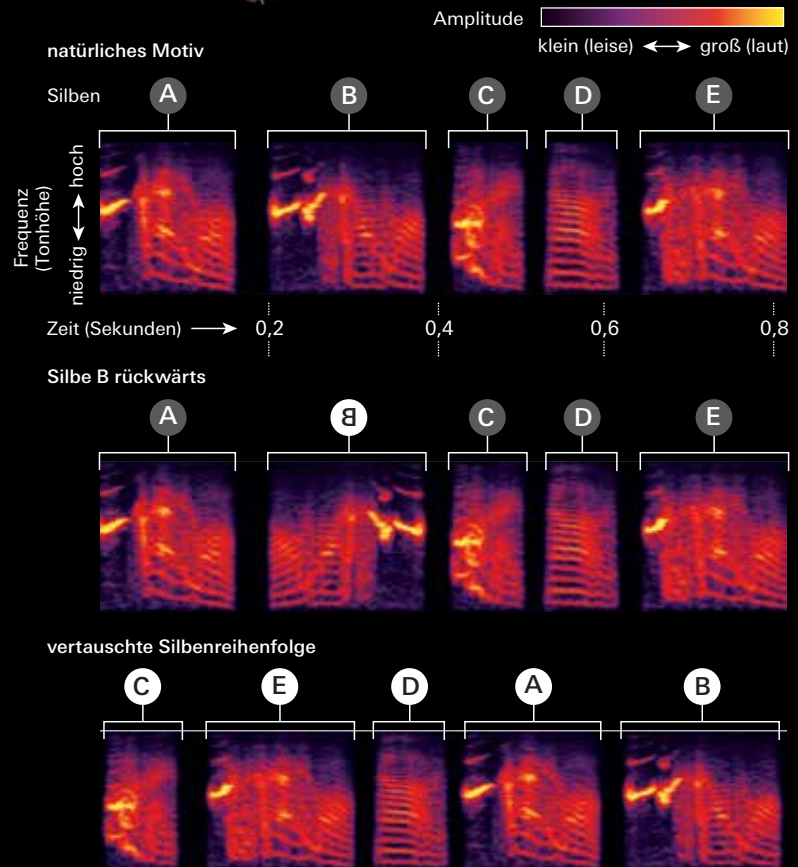 Amplitude
klein (leise) ⟷ groß (laut)
natürliches Motiv
Silben A B C D E
Frequenz
(Tonhöhe)
niedrig ⟷ hoch
Zeit (Sekunden) ⟶ 0,2 0,4 0,6 0,8
Silbe B rückwärts
A B C D E
vertauschte Silbenreihenfolge
C E D A B